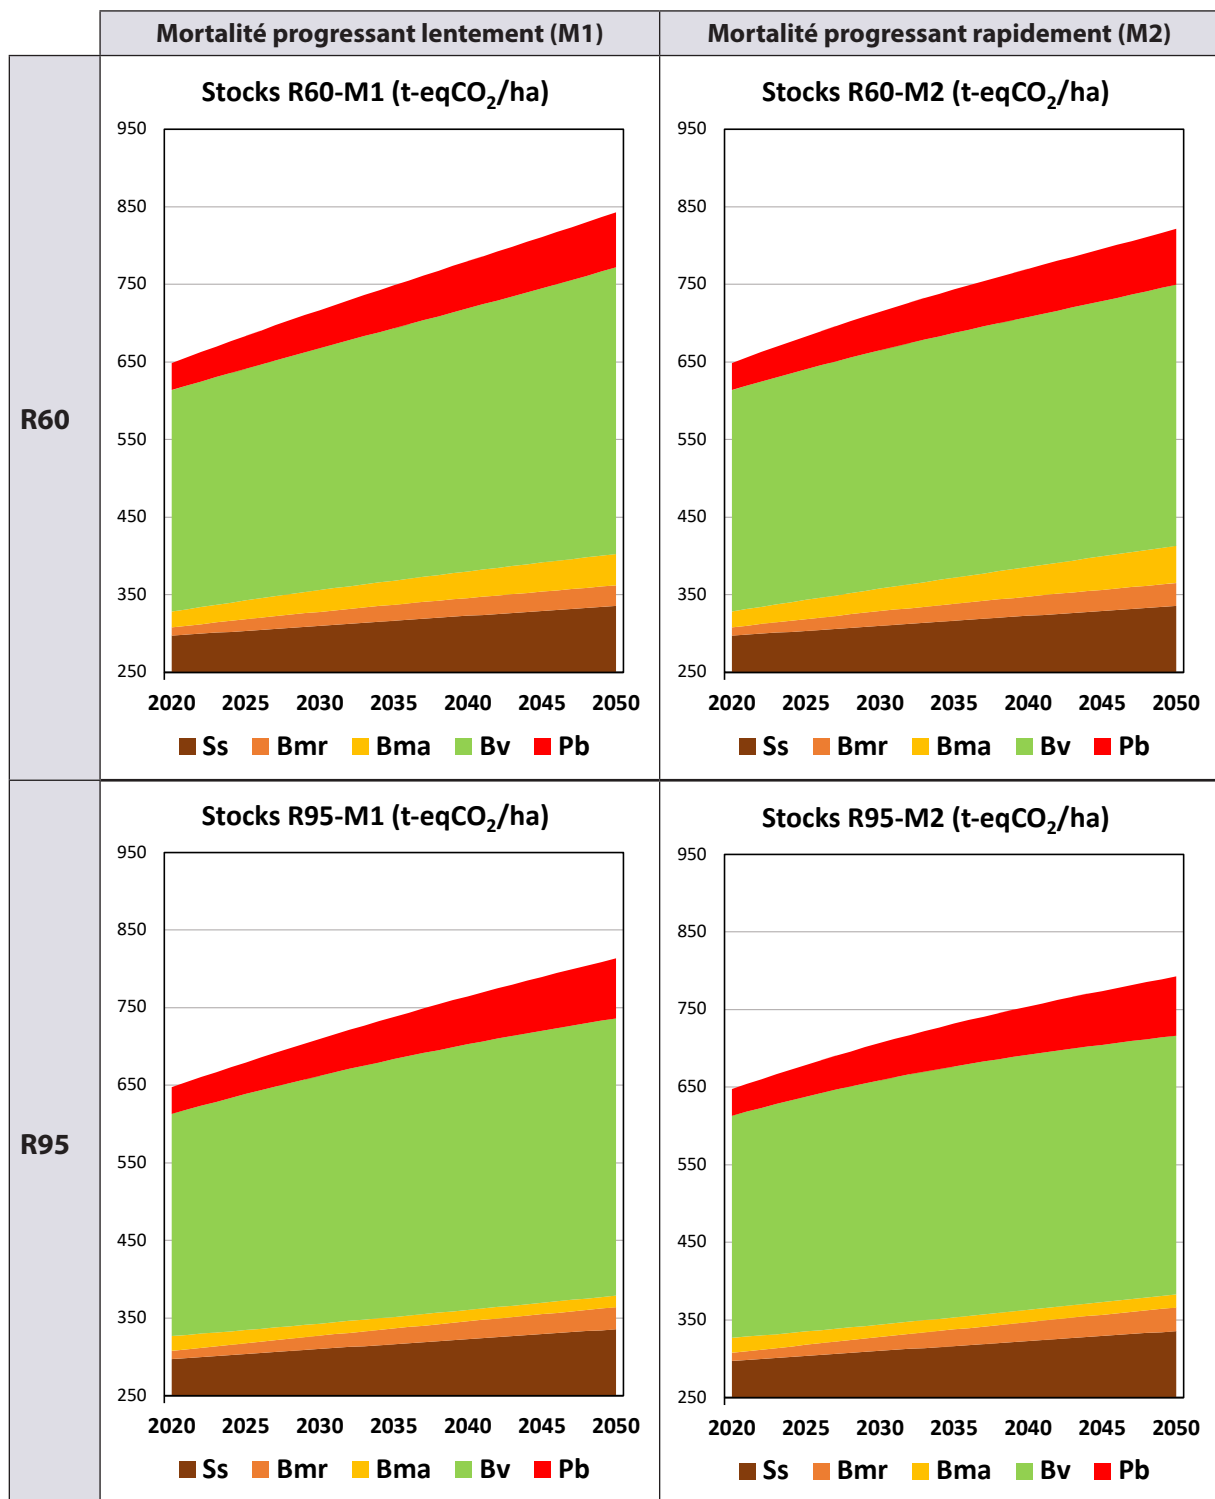 Mortalité progressant lentement (M1)
Mortalité progressant rapidement (M2)
R60
Stocks R60-M1 (t-eqCO₂/ha)
950
850
750
650
550
450
350
250
2020 2025 2030 2035 2040 2045 2050
Ss Bmr Bma Bv Pb
Stocks R60-M2 (t-eqCO₂/ha)
950
850
750
650
550
450
350
250
2020 2025 2030 2035 2040 2045 2050
Ss Bmr Bma Bv Pb
R95
Stocks R95-M1 (t-eqCO₂/ha)
950
850
750
650
550
450
350
250
2020 2025 2030 2035 2040 2045 2050
Ss Bmr Bma Bv Pb
Stocks R95-M2 (t-eqCO₂/ha)
950
850
750
650
550
450
350
250
2020 2025 2030 2035 2040 2045 2050
Ss Bmr Bma Bv Pb